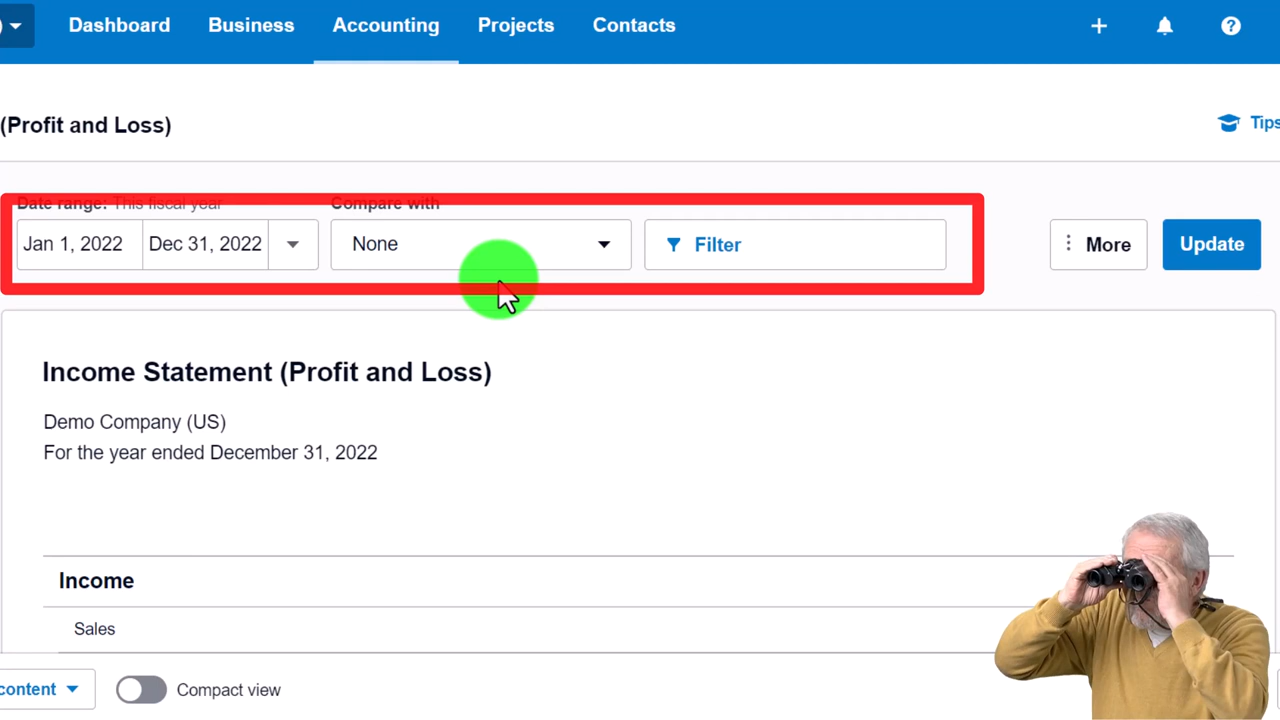 ) Dashboard Business Accounting Projects Contacts
(Profit and Loss) Tips
Date range: This fiscal year Compare with
Jan 1, 2022 Dec 31, 2022 None Filter More Update
Income Statement (Profit and Loss)
Demo Company (US)
For the year ended December 31, 2022
Income
Sales
content Compact view